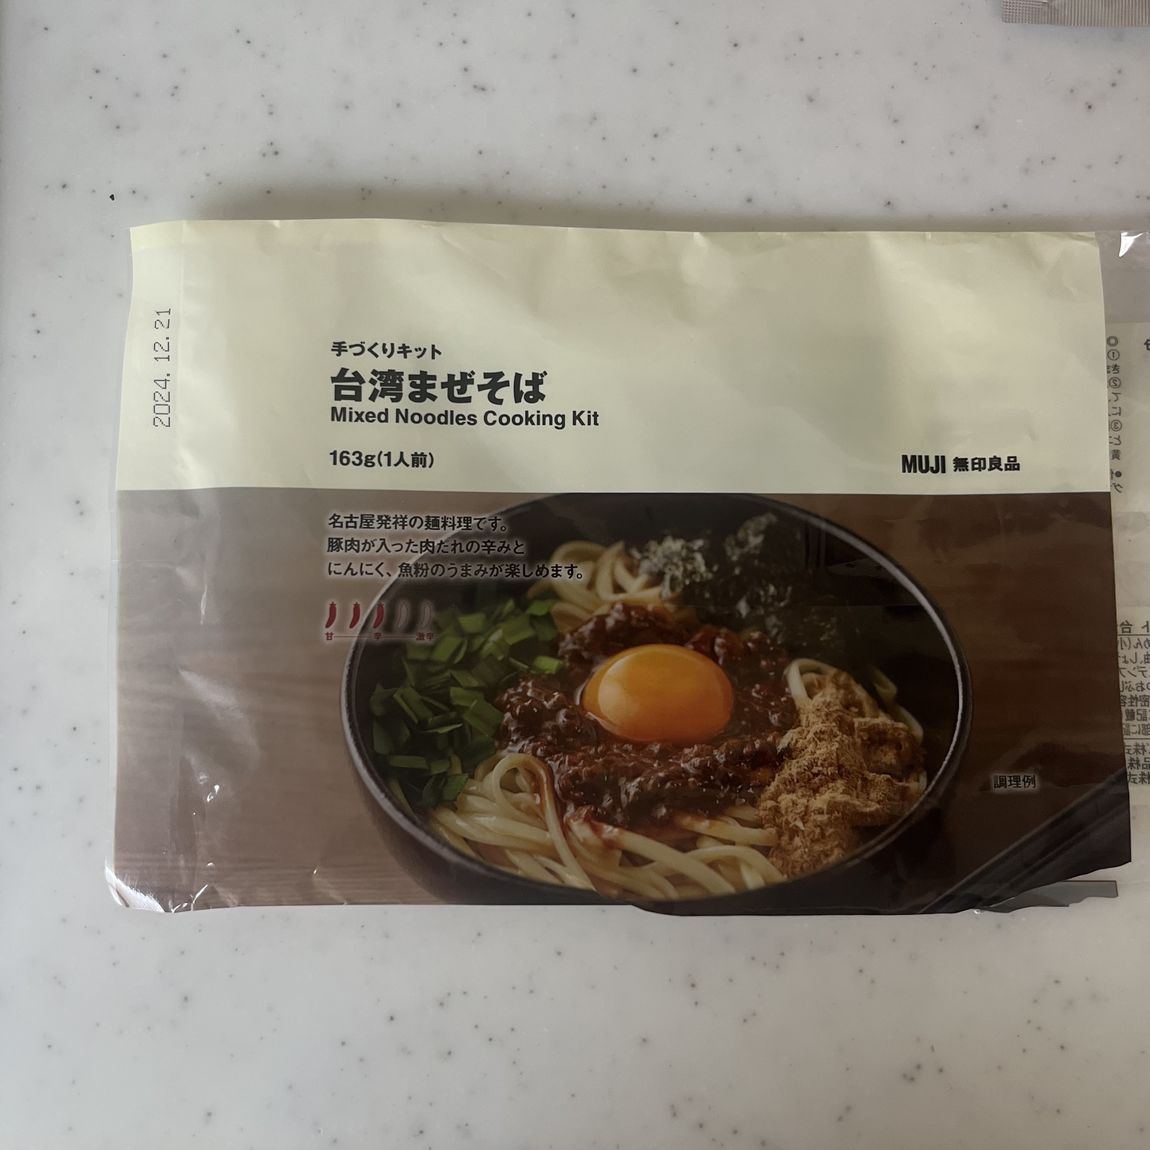 2024.12.21
手づくりキット
台湾まぜそば
Mixed Noodles Cooking Kit
163g(1人前)
MUJI 無印良品
名古屋発祥の麺料理です。
豚肉が入った肉だれの辛みと
にんにく、魚粉のうまみが楽しめます。
甘 辛 激辛
調理例